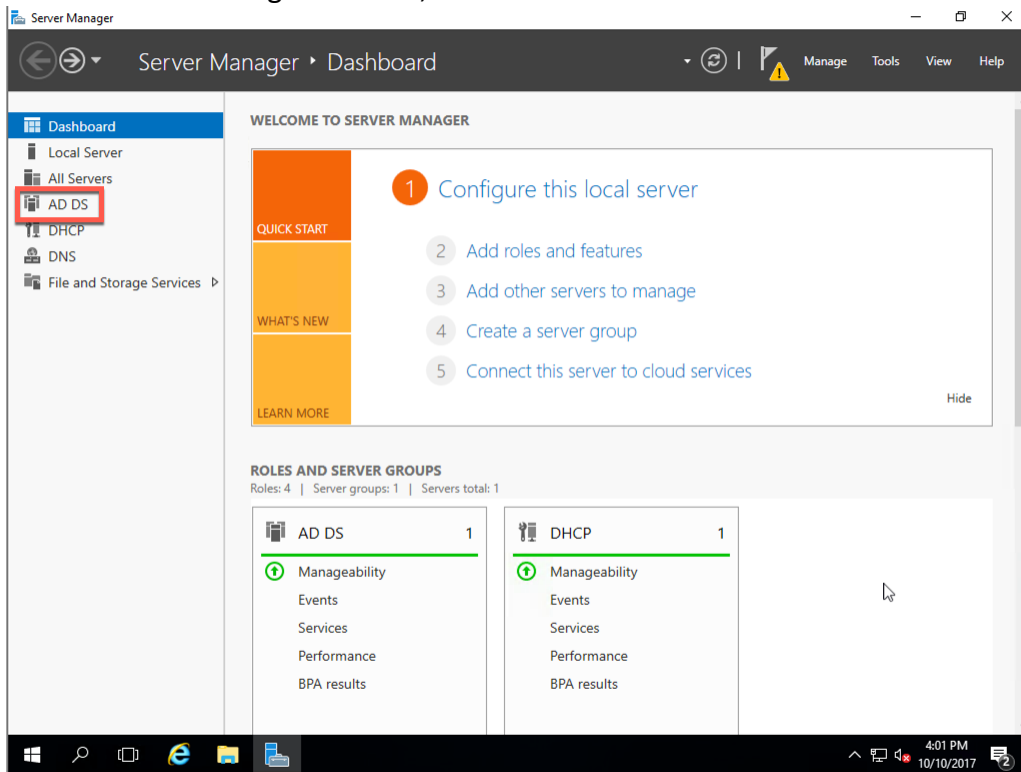 Server Manager
Server Manager • Dashboard
Manage Tools View Help
Dashboard
Local Server
All Servers
AD DS
DHCP
DNS
File and Storage Services
WELCOME TO SERVER MANAGER
QUICK START
WHAT'S NEW
LEARN MORE
1 Configure this local server
2 Add roles and features
3 Add other servers to manage
4 Create a server group
5 Connect this server to cloud services
Hide
ROLES AND SERVER GROUPS
Roles: 4 | Server groups: 1 | Servers total: 1
AD DS 1
Manageability
Events
Services
Performance
BPA results
DHCP 1
Manageability
Events
Services
Performance
BPA results
4:01 PM
10/10/2017
2